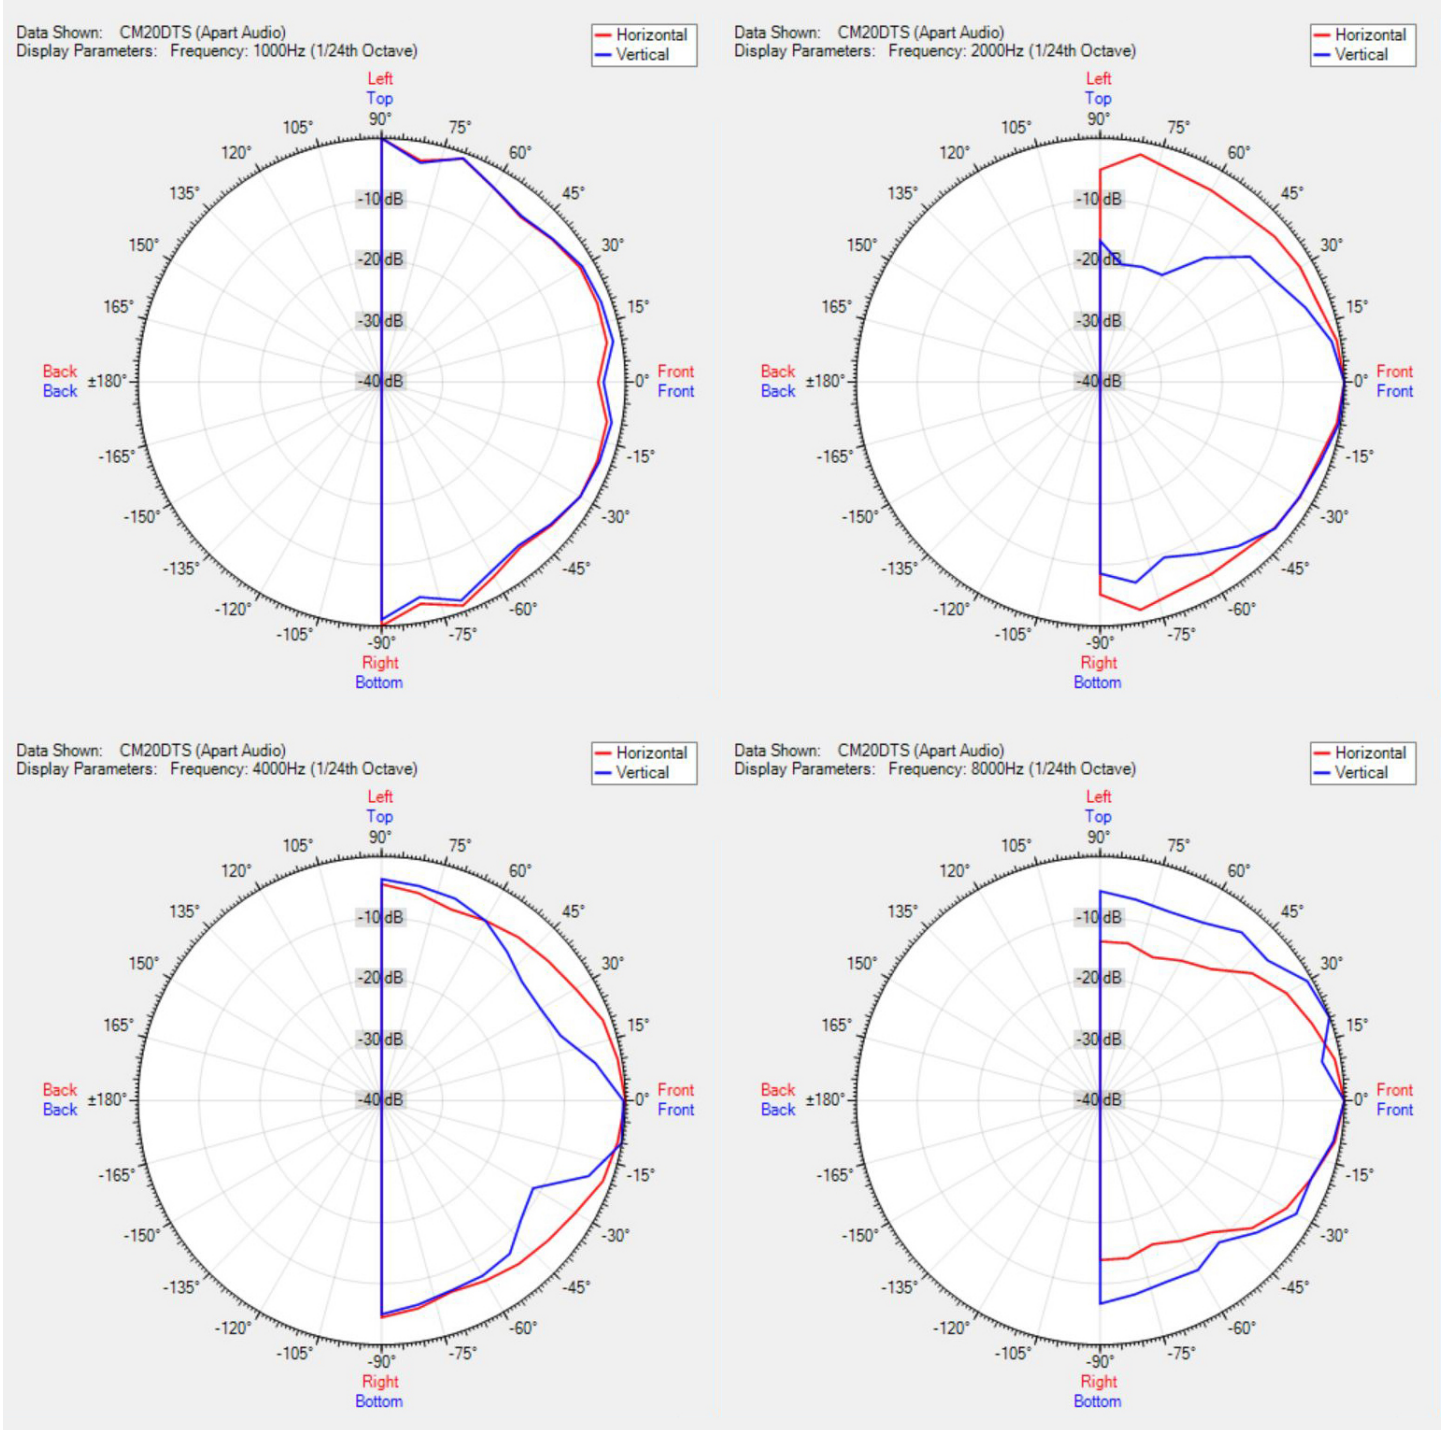 Data Shown: CM20DTS (Apart Audio)
Display Parameters: Frequency: 1000Hz (1/24th Octave)
Horizontal
Vertical
Left
Top
90°
105° 75°
120° 60°
135° 45°
-10 dB
150° 30°
-20 dB
165° 15°
-30 dB
Back ±180° -40 dB 0° Front
Back Front
-165° -15°
-150° -30°
-135° -45°
-120° -60°
-105° -75°
-90°
Right
Bottom
Data Shown: CM20DTS (Apart Audio)
Display Parameters: Frequency: 2000Hz (1/24th Octave)
Horizontal
Vertical
Left
Top
90°
105° 75°
120° 60°
135° 45°
-10 dB
150° 30°
-20 dB
165° 15°
-30 dB
Back ±180° -40 dB 0° Front
Back Front
-165° -15°
-150° -30°
-135° -45°
-120° -60°
-105° -75°
-90°
Right
Bottom
Data Shown: CM20DTS (Apart Audio)
Display Parameters: Frequency: 4000Hz (1/24th Octave)
Horizontal
Vertical
Left
Top
90°
105° 75°
120° 60°
135° 45°
-10 dB
150° 30°
-20 dB
165° 15°
-30 dB
Back ±180° -40 dB 0° Front
Back Front
-165° -15°
-150° -30°
-135° -45°
-120° -60°
-105° -75°
-90°
Right
Bottom
Data Shown: CM20DTS (Apart Audio)
Display Parameters: Frequency: 8000Hz (1/24th Octave)
Horizontal
Vertical
Left
Top
90°
105° 75°
120° 60°
135° 45°
-10 dB
150° 30°
-20 dB
165° 15°
-30 dB
Back ±180° -40 dB 0° Front
Back Front
-165° -15°
-150° -30°
-135° -45°
-120° -60°
-105° -75°
-90°
Right
Bottom